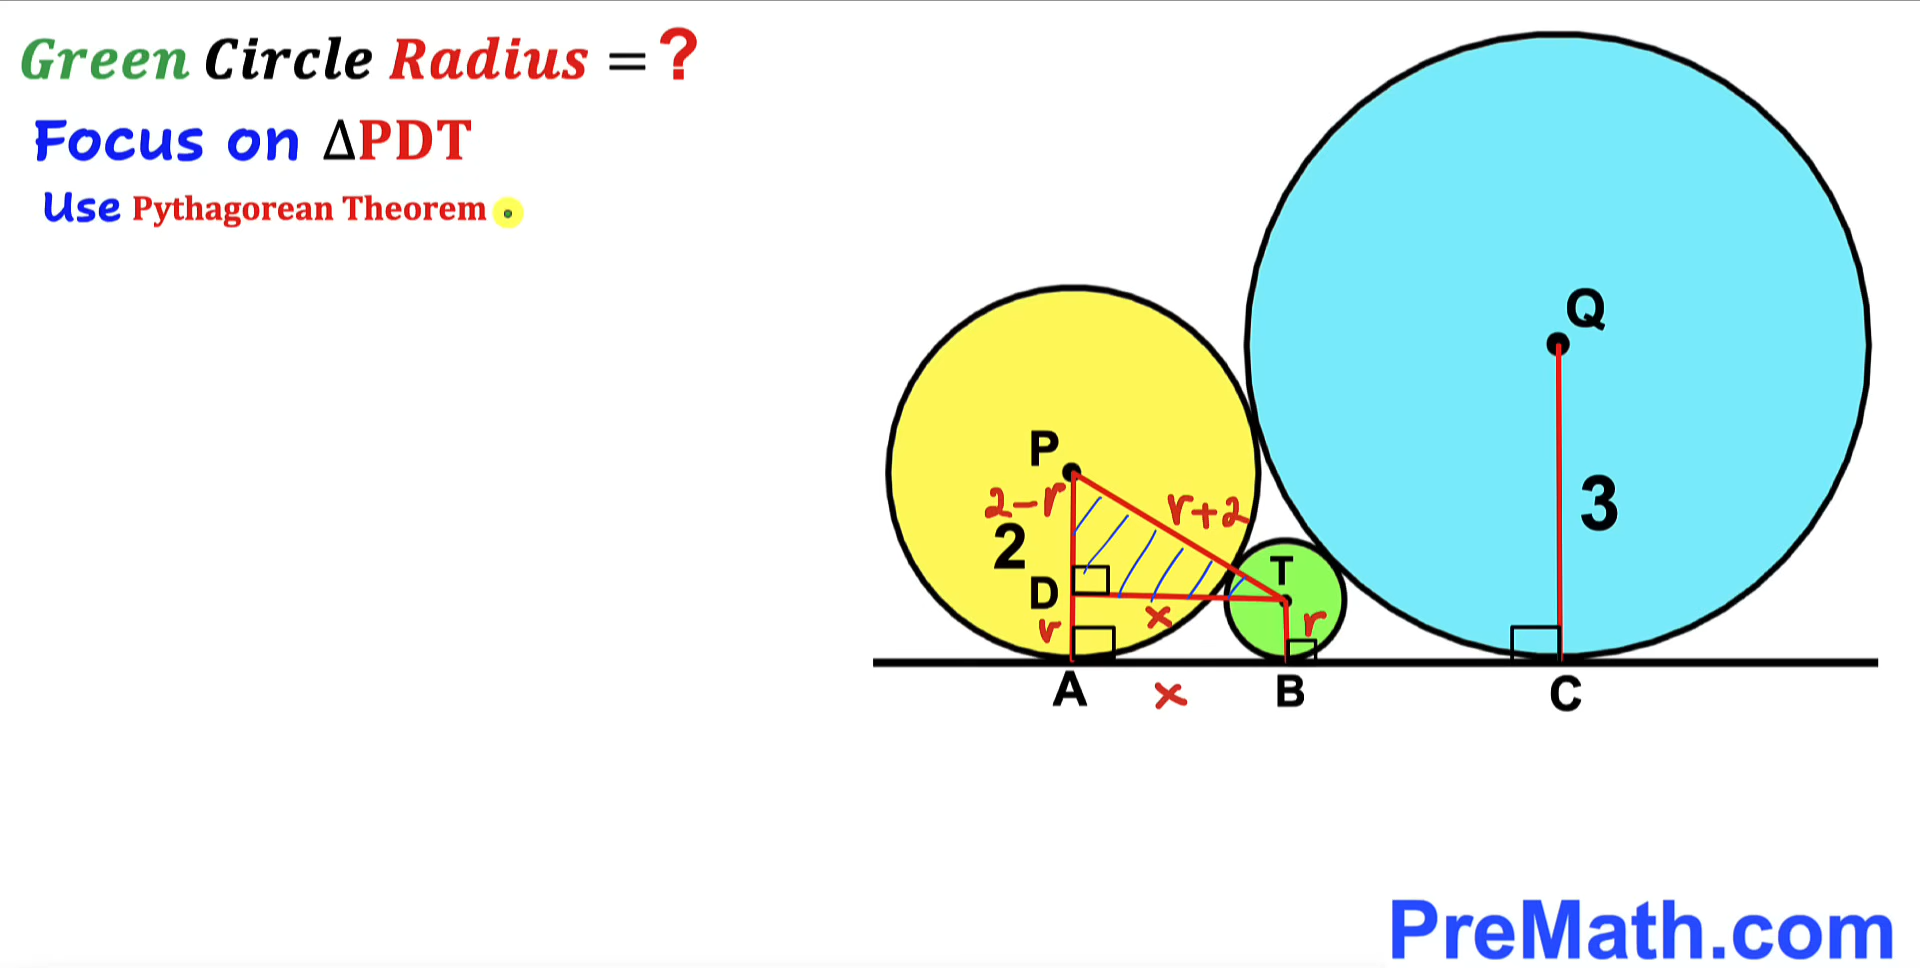 Green Circle Radius = ?
Focus on ΔPDT
Use Pythagorean Theorem
Q
P
2-r
r+2
3
2
T
D
x
r
r
A
x
B
C
PreMath.com